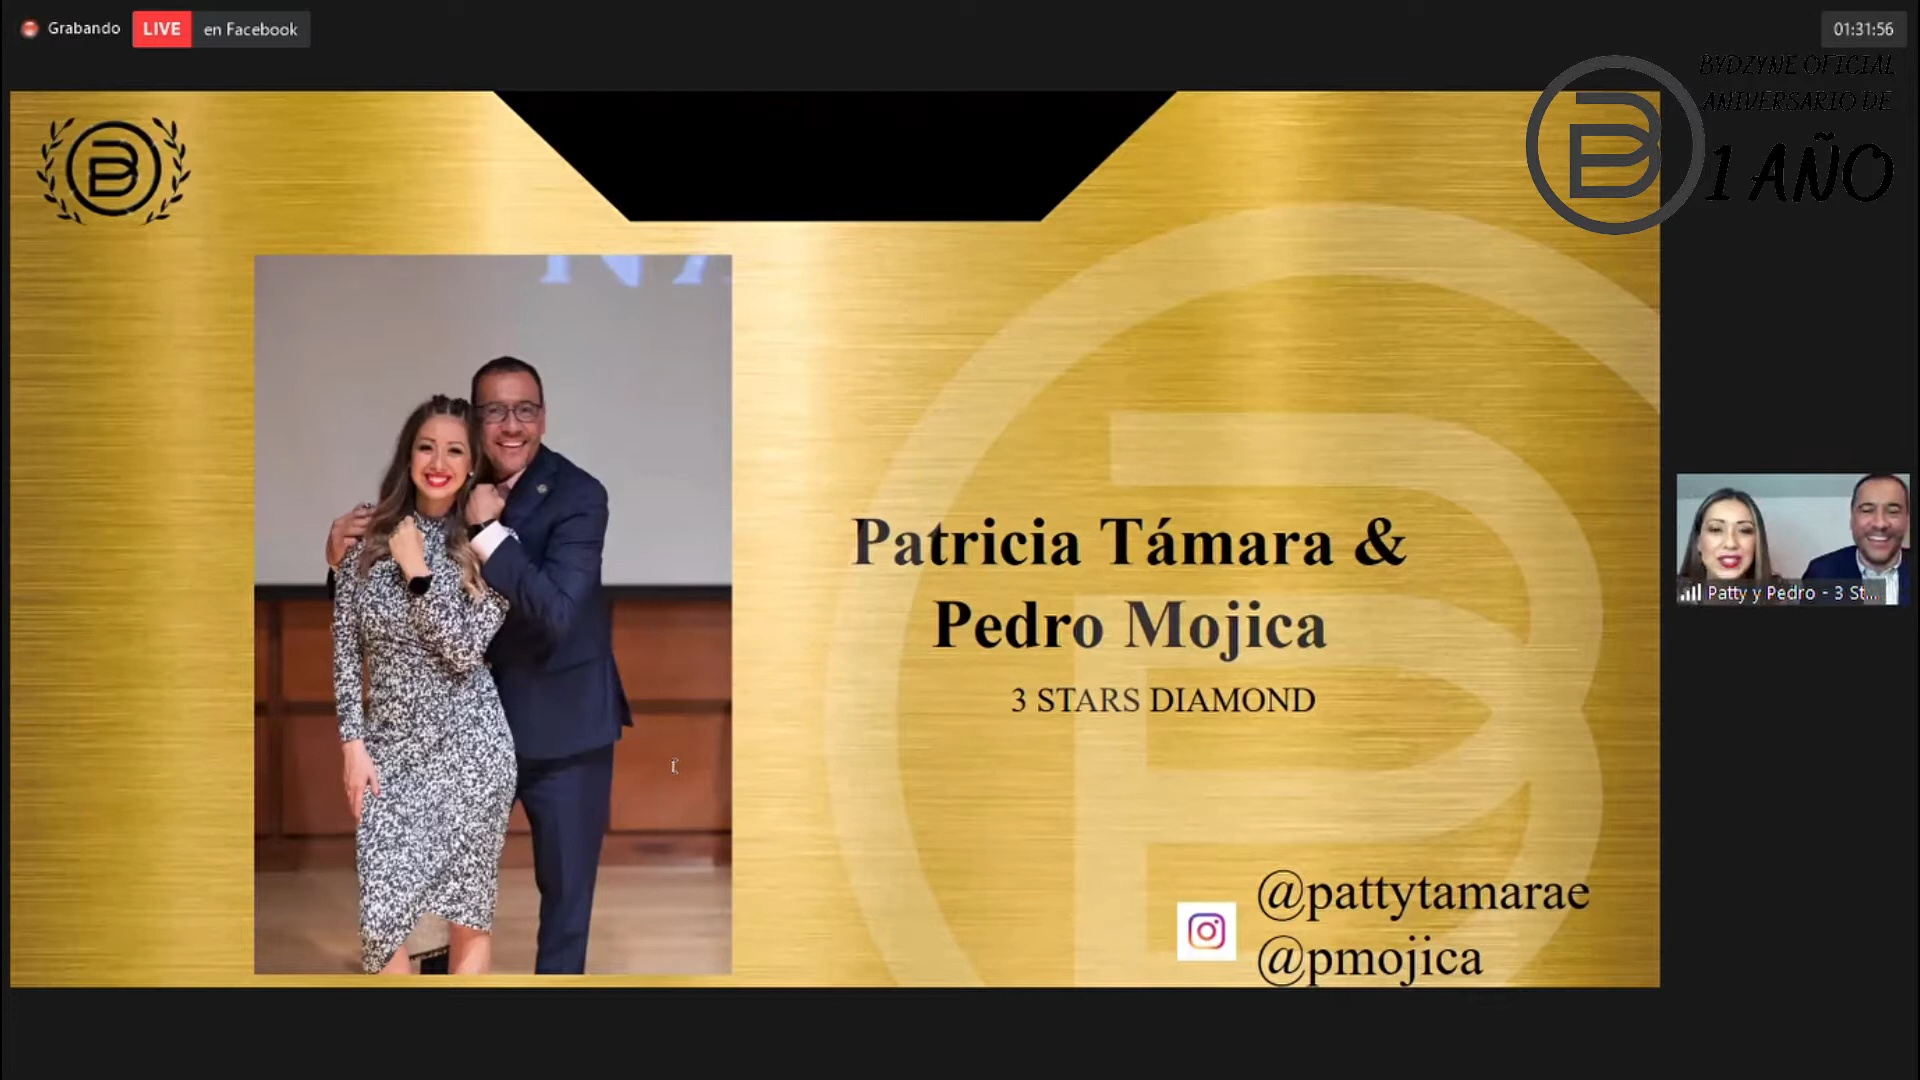 Grabando
LIVE en Facebook
01:31:56
BYDZYNE OFICIAL
ANIVERSARIO DE
1 AÑO
Patricia Támara &
Pedro Mojica
3 STARS DIAMOND
@pattytamarae
@pmojica
Patty y Pedro - 3 St...